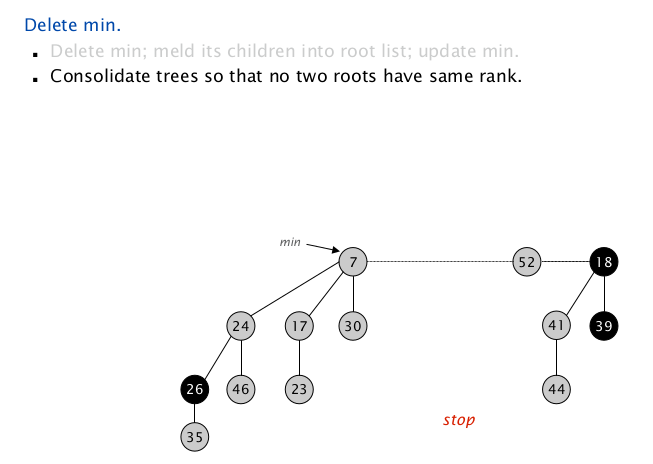 Delete min.
▪ Delete min; meld its children into root list; update min.
▪ Consolidate trees so that no two roots have same rank.
min
7 52 18
24 17 30 41 39
26 46 23 44
stop
35